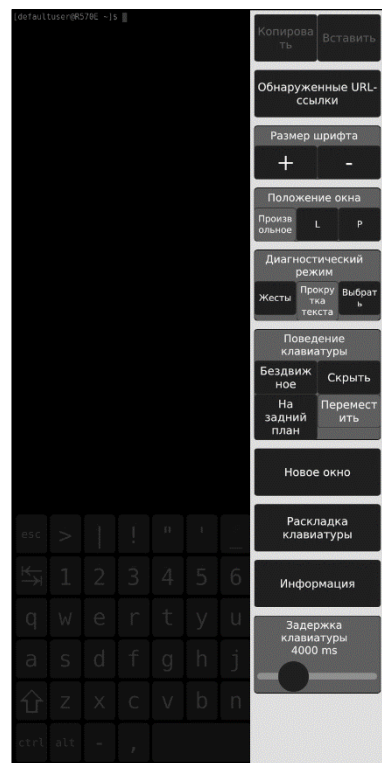 [defaultuser@R570E ~]$
Копирова
ть
Вставить
Обнаруженные URL-
ссылки
Размер шрифта
+ -
Положение окна
Произв
ольное
L
P
Диагностический
режим
Жесты
Прокру
тка
текста
Выбрат
ь
Поведение
клавиатуры
Бездвиж
ное
Скрыть
На
задний
план
Перемест
ить
Новое окно
Раскладка
клавиатуры
Информация
Задержка
клавиатуры
4000 ms
esc > | ! " ' _
1 2 3 4 5 6
q w e r t y u
a s d f g h j
z x c v b n
ctrl alt - ,